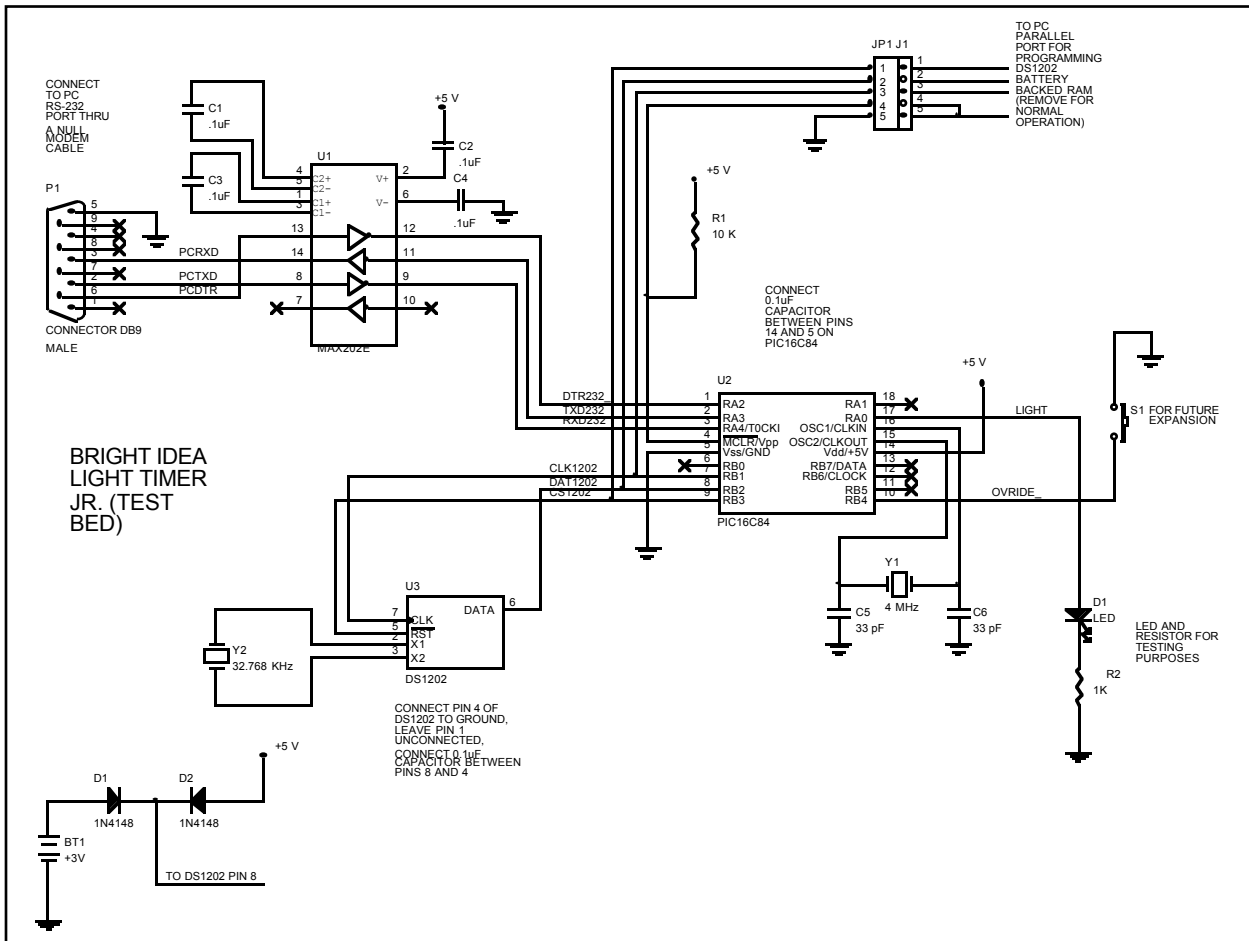 TO PC
PARALLEL
PORT FOR
PROGRAMMING
DS1202
BATTERY
BACKED RAM
(REMOVE FOR
NORMAL
OPERATION)
JP1 J1
1
2
3
4
5
1
2
3
4
5
CONNECT
TO PC
RS-232
PORT THRU
A NULL
MODEM
CABLE
C1
.1uF
C3
.1uF
+5 V
C2
.1uF
C4
.1uF
U1
4 C2+
5 C2-
1 C1+
3 C1-
V+ 2
V- 6
13
12
14
11
8
9
7
10
MAX202E
P1
5
9
4
8
3
7
2
6
1
PCRXD
PCTXD
PCDTR
CONNECTOR DB9
MALE
+5 V
R1
10 K
CONNECT
0.1uF
CAPACITOR
BETWEEN PINS
14 AND 5 ON
PIC16C84
+5 V
U2
DTR232_
TXD232
RXD232
CLK1202
DAT1202
CS1202
1 RA2
2 RA3
3 RA4/T0CKI
4 MCLR/Vpp
5 Vss/GND
6 RB0
7 RB1
8 RB2
9 RB3
RA1 18
RA0 17
OSC1/CLKIN 16
OSC2/CLKOUT 15
Vdd/+5V 14
RB7/DATA 13
RB6/CLOCK 12
RB5 11
RB4 10
PIC16C84
LIGHT
OVRIDE_
S1 FOR FUTURE
EXPANSION
BRIGHT IDEA
LIGHT TIMER
JR. (TEST
BED)
Y1
4 MHz
C5
33 pF
C6
33 pF
D1
LED
LED AND
RESISTOR FOR
TESTING
PURPOSES
R2
1K
U3
7 CLK
5 RST
2 X1
3 X2
DATA 6
DS1202
Y2
32.768 KHz
CONNECT PIN 4 OF
DS1202 TO GROUND,
LEAVE PIN 1
UNCONNECTED,
CONNECT 0.1uF
CAPACITOR BETWEEN
PINS 8 AND 4
+5 V
D1
1N4148
D2
1N4148
BT1
+3V
TO DS1202 PIN 8